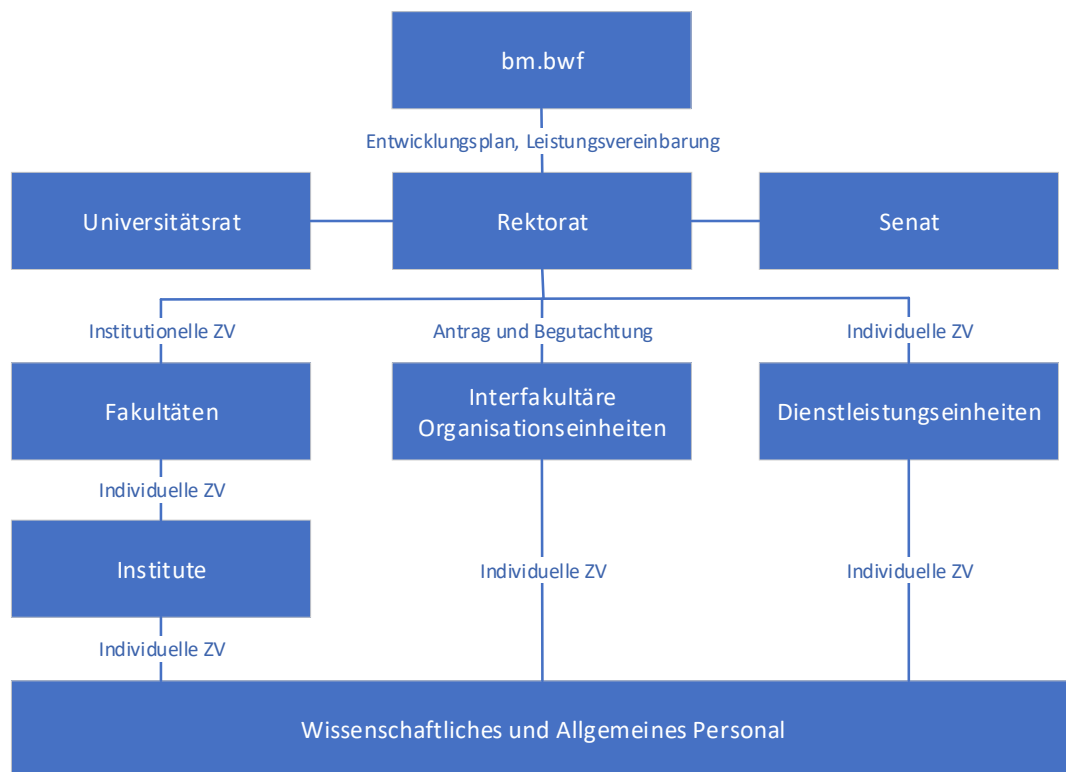 bm.bwf
Entwicklungsplan, Leistungsvereinbarung
Universitätsrat
Rektorat
Senat
Institutionelle ZV
Antrag und Begutachtung
Individuelle ZV
Fakultäten
Interfakultäre
Organisationseinheiten
Dienstleistungseinheiten
Individuelle ZV
Institute
Individuelle ZV
Individuelle ZV
Individuelle ZV
Wissenschaftliches und Allgemeines Personal